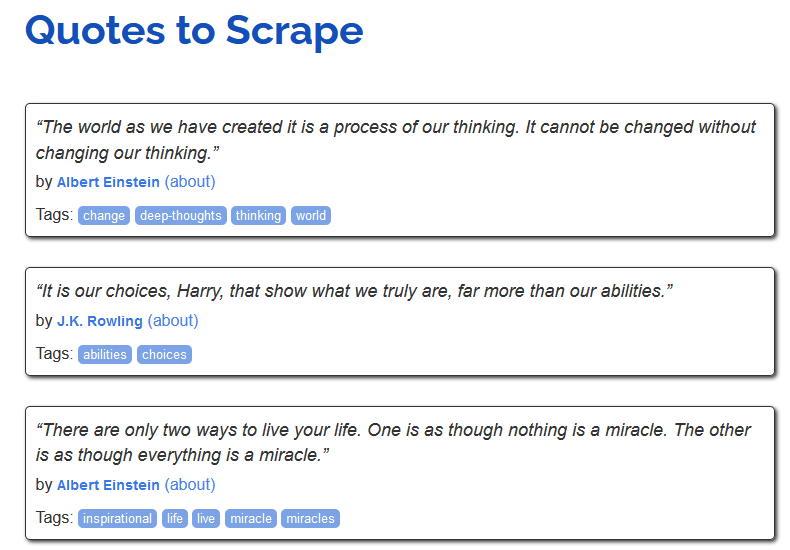 Quotes to Scrape
“The world as we have created it is a process of our thinking. It cannot be changed without
changing our thinking.”
by Albert Einstein (about)
Tags: change deep-thoughts thinking world
“It is our choices, Harry, that show what we truly are, far more than our abilities.”
by J.K. Rowling (about)
Tags: abilities choices
“There are only two ways to live your life. One is as though nothing is a miracle. The other
is as though everything is a miracle.”
by Albert Einstein (about)
Tags: inspirational life live miracle miracles